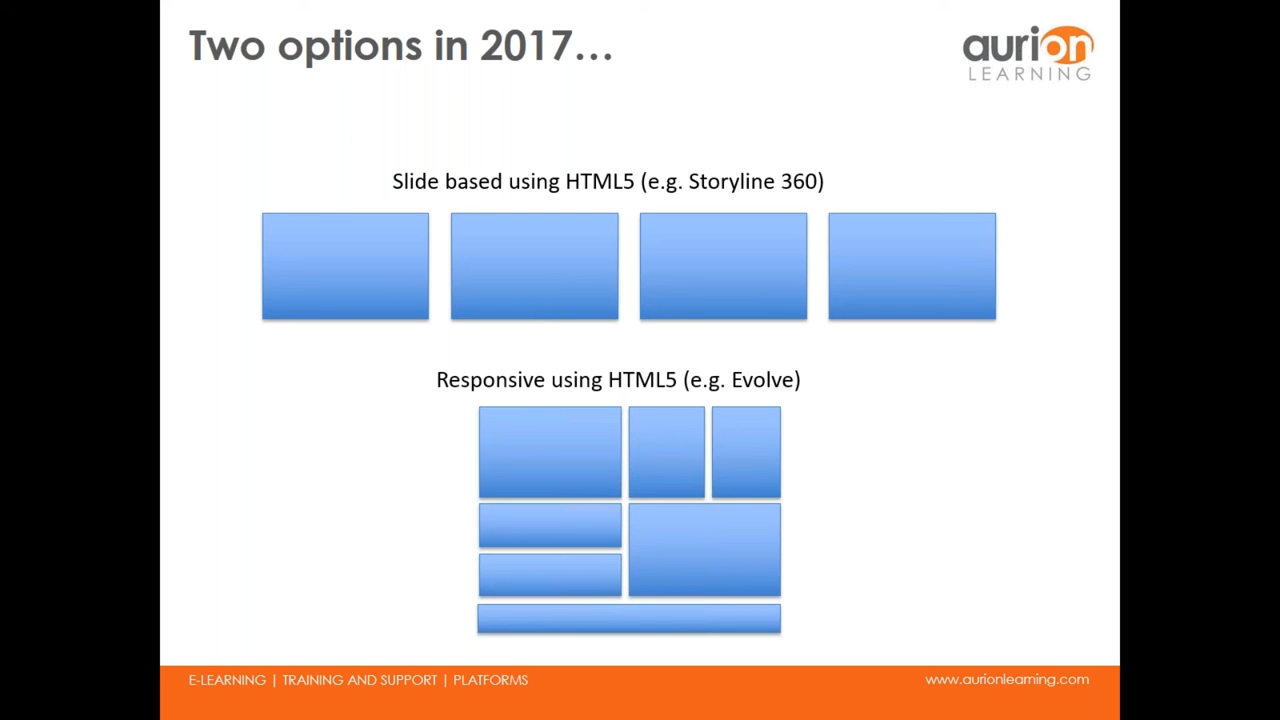 Two options in 2017...
aurion
LEARNING
Slide based using HTML5 (e.g. Storyline 360)
Responsive using HTML5 (e.g. Evolve)
E-LEARNING | TRAINING AND SUPPORT | PLATFORMS
www.aurionlearning.com